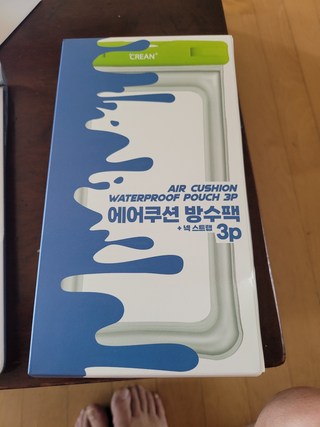 CREAN+
AIR CUSHION
WATERPROOF POUCH 3P
에어쿠션 방수팩
+ 넥 스트랩
3p